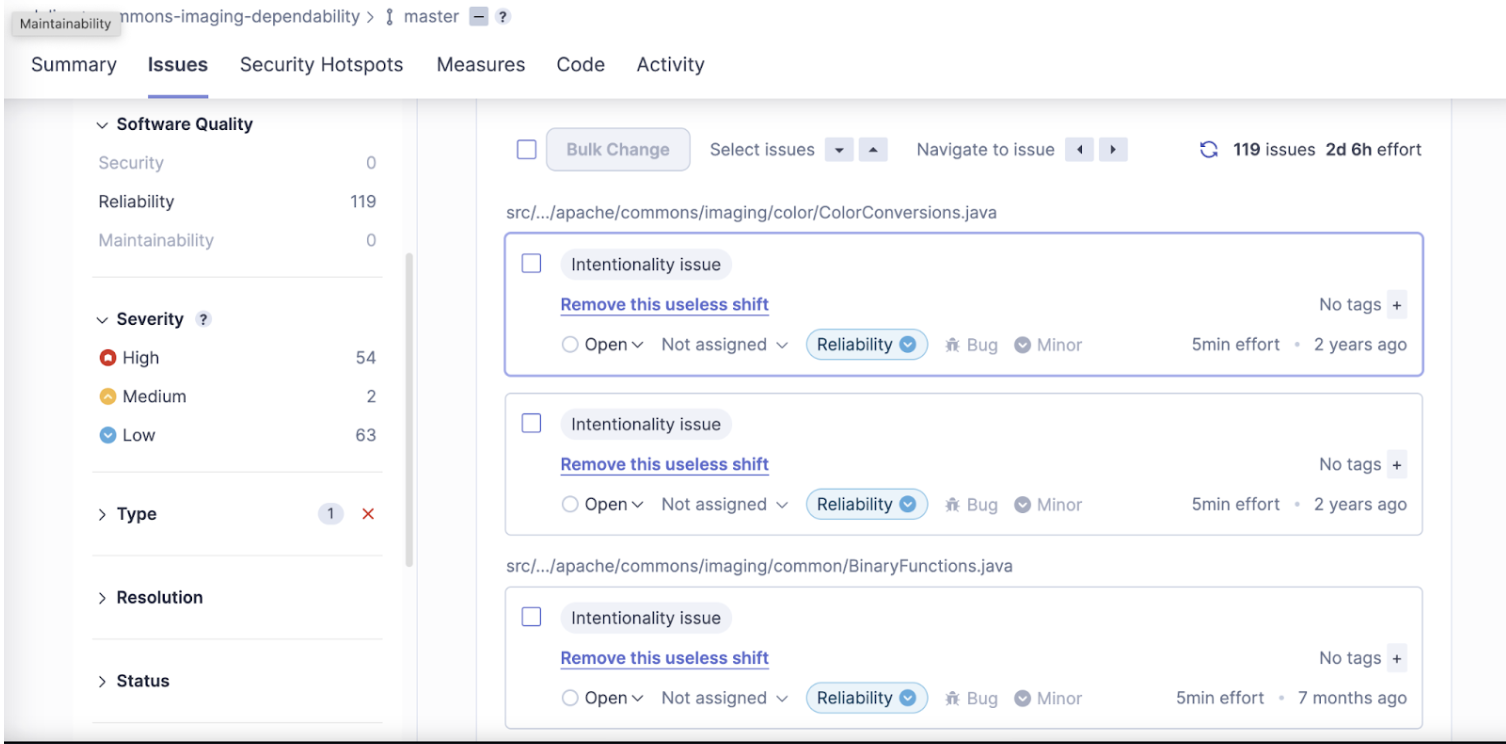 Maintainability
mmons-imaging-dependability > master ?
Summary Issues Security Hotspots Measures Code Activity
Software Quality
Security 0
Reliability 119
Maintainability 0
Severity ?
High 54
Medium 2
Low 63
Type 1
Resolution
Status
Bulk Change Select issues Navigate to issue 119 issues 2d 6h effort
src/.../apache/commons/imaging/color/ColorConversions.java
Intentionality issue
Remove this useless shift No tags +
Open Not assigned Reliability Bug Minor 5min effort • 2 years ago
Intentionality issue
Remove this useless shift No tags +
Open Not assigned Reliability Bug Minor 5min effort • 2 years ago
src/.../apache/commons/imaging/common/BinaryFunctions.java
Intentionality issue
Remove this useless shift No tags +
Open Not assigned Reliability Bug Minor 5min effort • 7 months ago